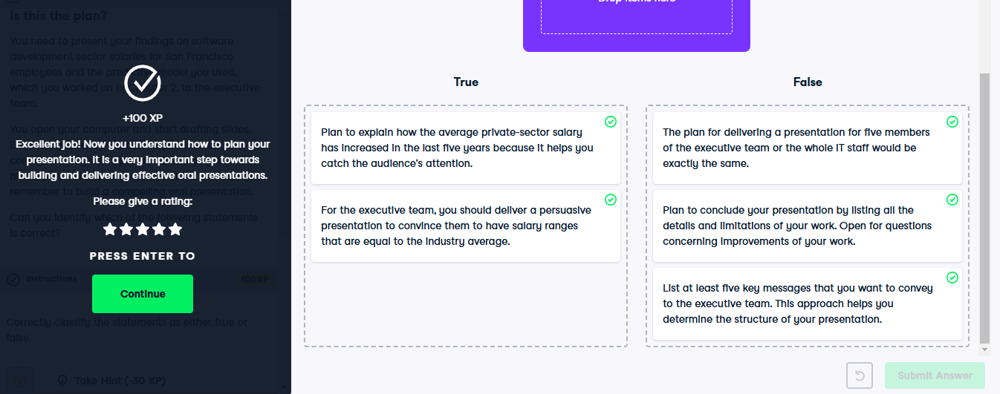 Is this the plan?
You need to present your findings on software
development sector salaries for San Francisco
employees and the model you used,
which you worked on in 2, to the executive
team.
You open your computer and start drafting slides.
+100 XP
Excellent job! Now you understand how to plan your
presentation. It is a very important step towards
building and delivering effective oral presentations.
remember to build a compelling oral presentation.
Please give a rating:
Can you identify which of the following statements
is correct?
PRESS ENTER TO
Continue
Instructions
100XP
Correctly classify the statements as either true or
false.
Take Hint (-30 XP)
Drop items here
True
Plan to explain how the average private-sector salary
has increased in the last five years because it helps you
catch the audience's attention.
For the executive team, you should deliver a persuasive
presentation to convince them to have salary ranges
that are equal to the industry average.
False
The plan for delivering a presentation for five members
of the executive team or the whole IT staff would be
exactly the same.
Plan to conclude your presentation by listing all the
details and limitations of your work. Open for questions
concerning improvements of your work.
List at least five key messages that you want to convey
to the executive team. This approach helps you
determine the structure of your presentation.
Submit Answer